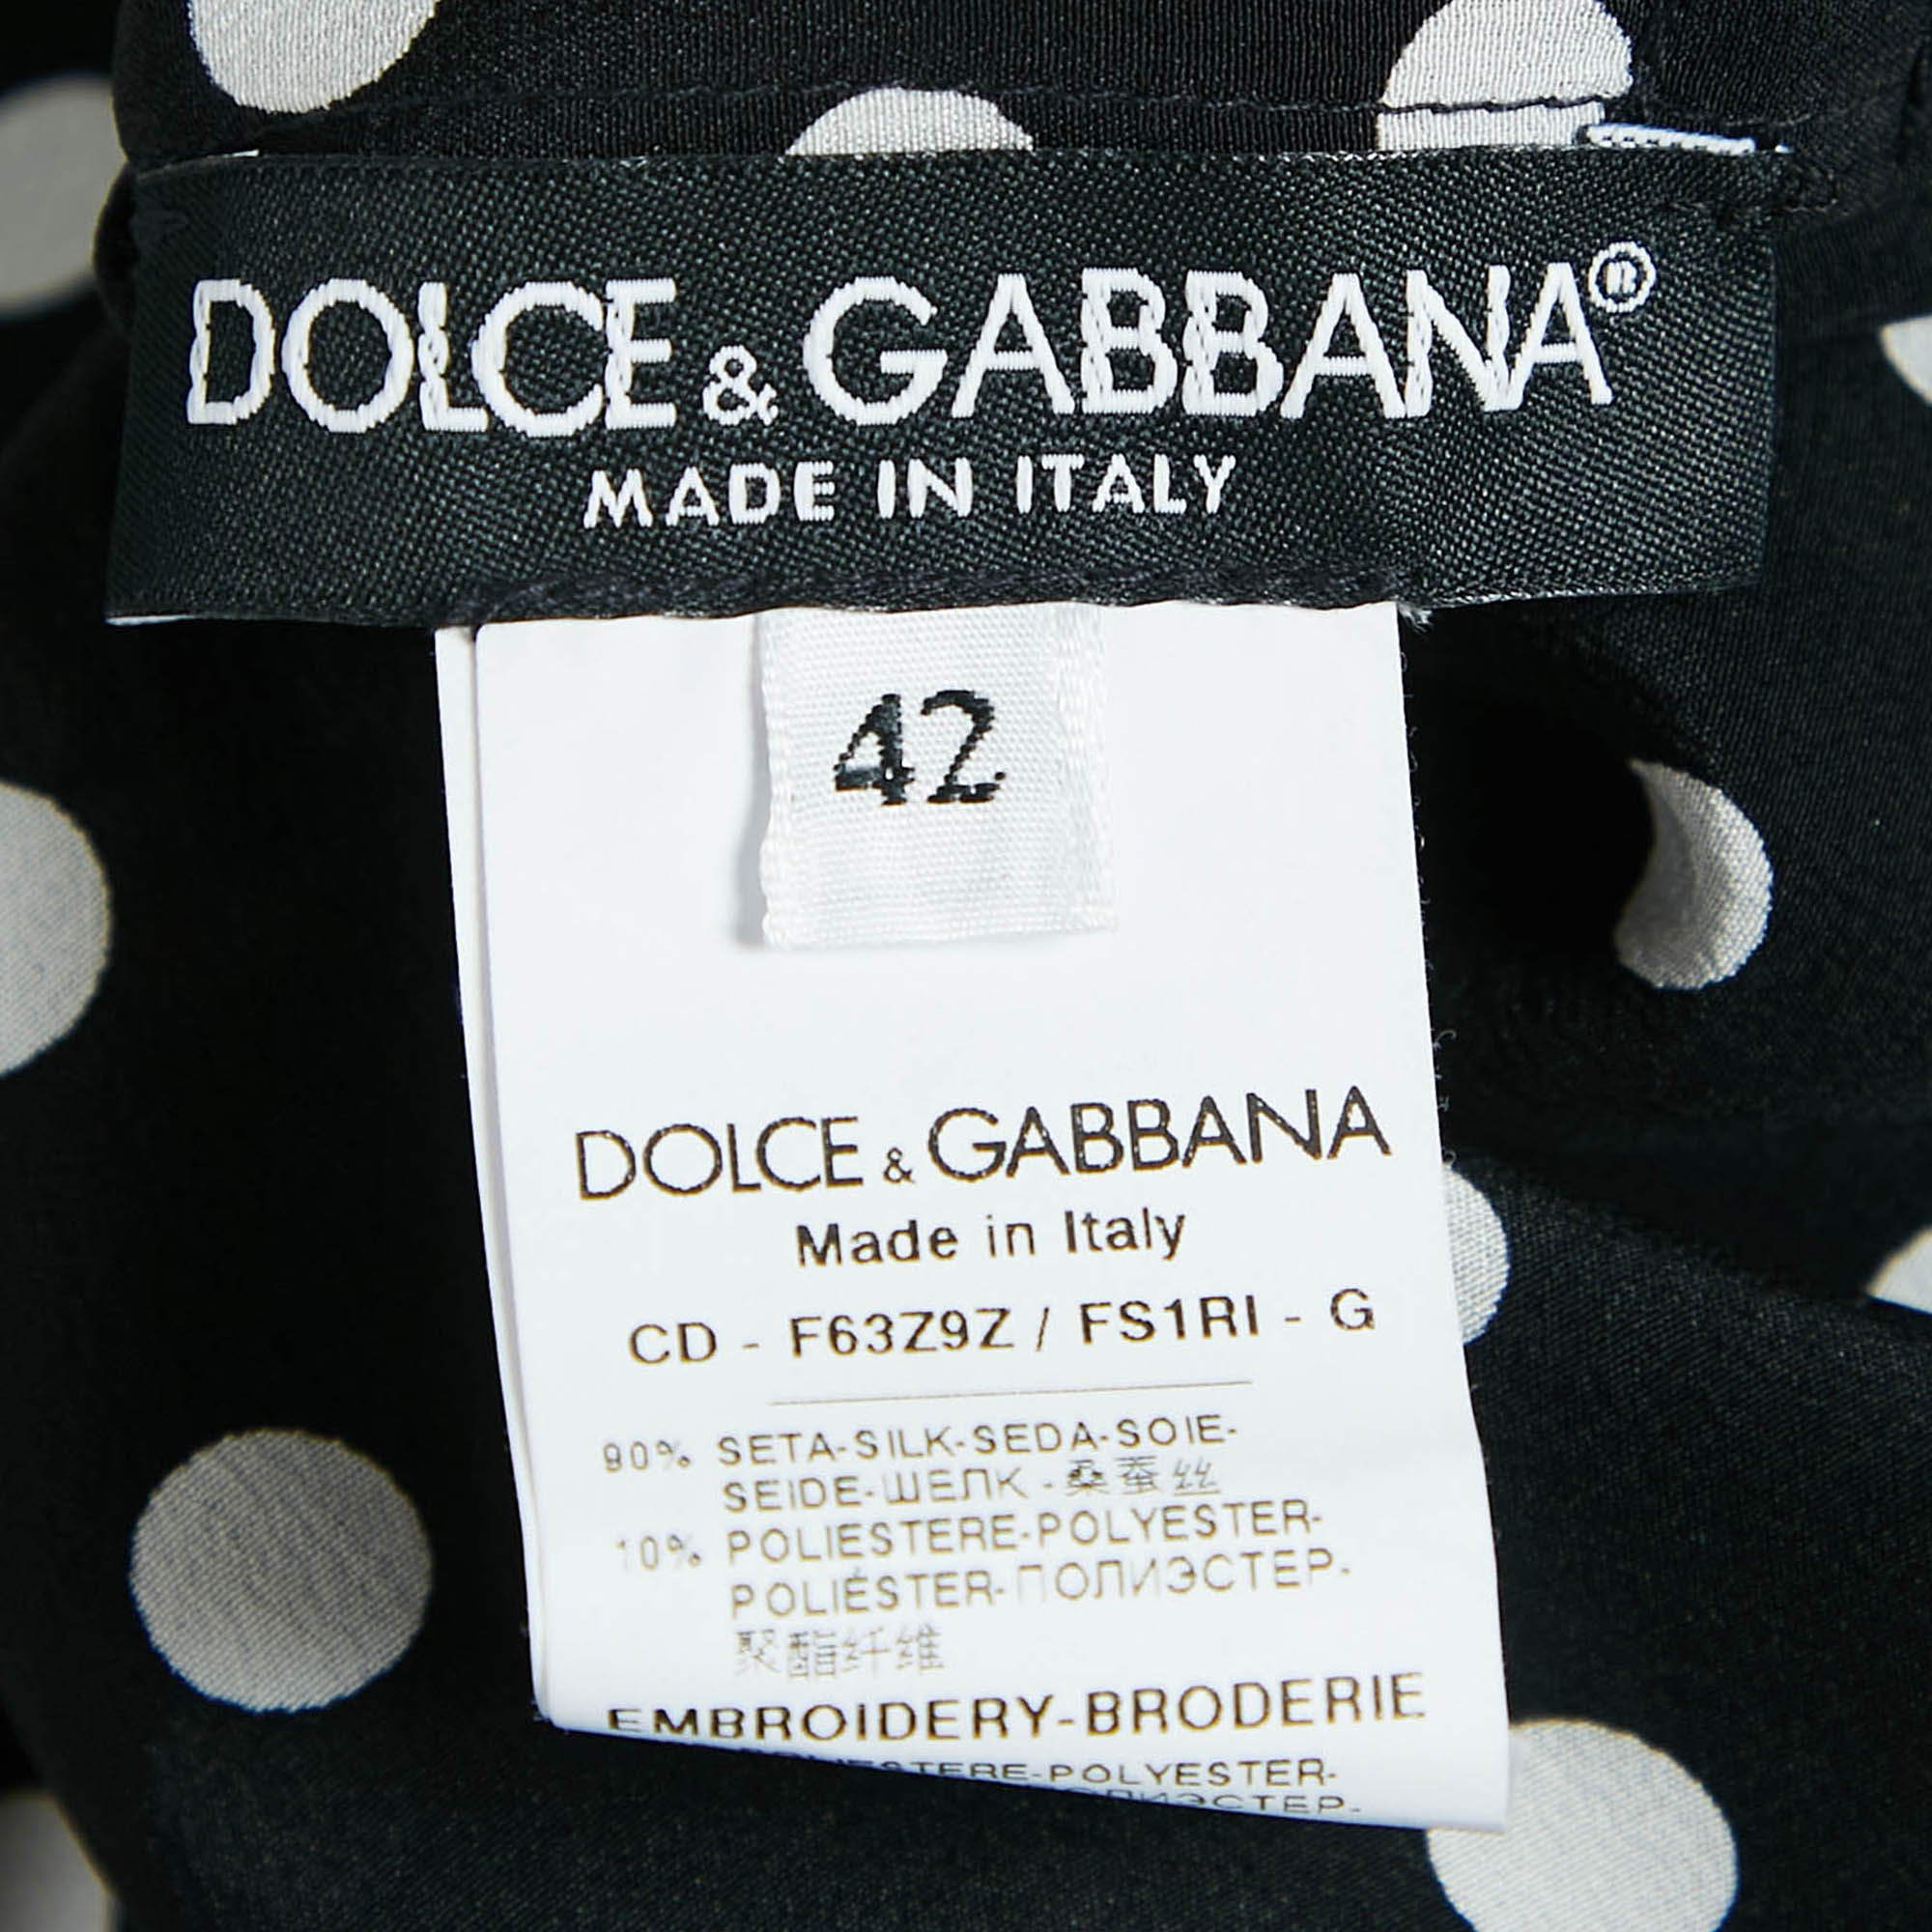 DOLCE & GABBANA®
MADE IN ITALY
42
DOLCE & GABBANA
Made in Italy
CD - F63Z9Z / FS1RI - G
90% SETA-SILK-SEDA-SOIE-
SEIDE-ШЕЛК-桑蚕丝
10% POLIESTERE-POLYESTER-
POLIÉSTER-ПОЛИЭСТЕР-
聚酯纤维
EMBROIDERY-BRODERIE
POLYESTER-